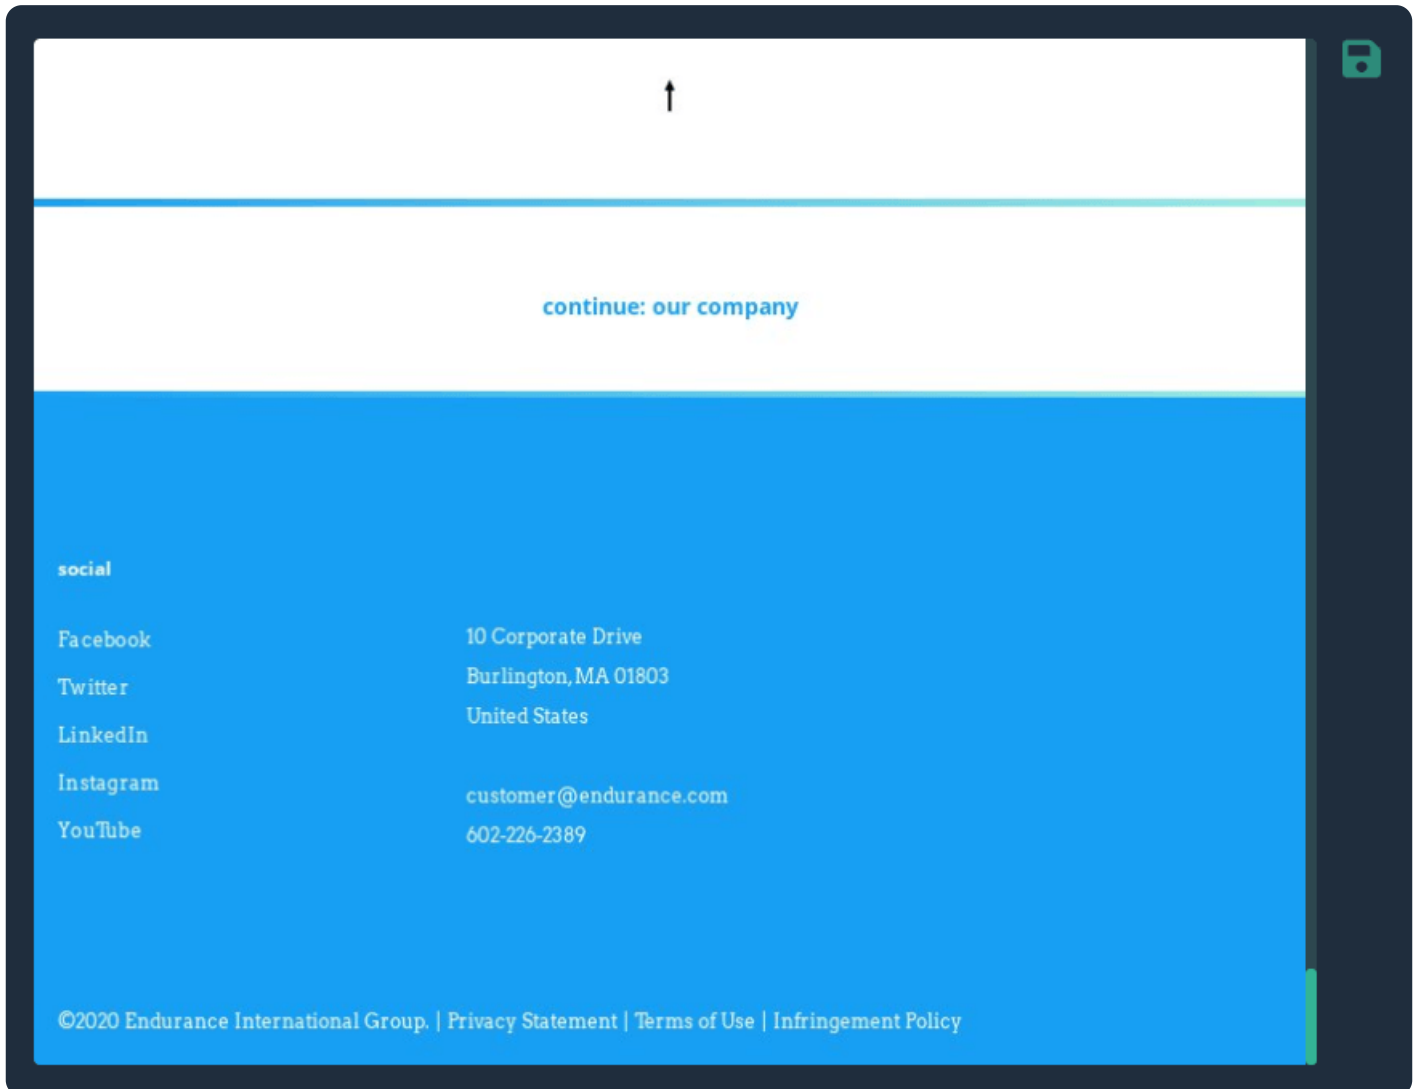 continue: our company
social
Facebook
Twitter
LinkedIn
Instagram
YouTube
10 Corporate Drive
Burlington, MA 01803
United States
customer@endurance.com
602-226-2389
©2020 Endurance International Group. | Privacy Statement | Terms of Use | Infringement Policy